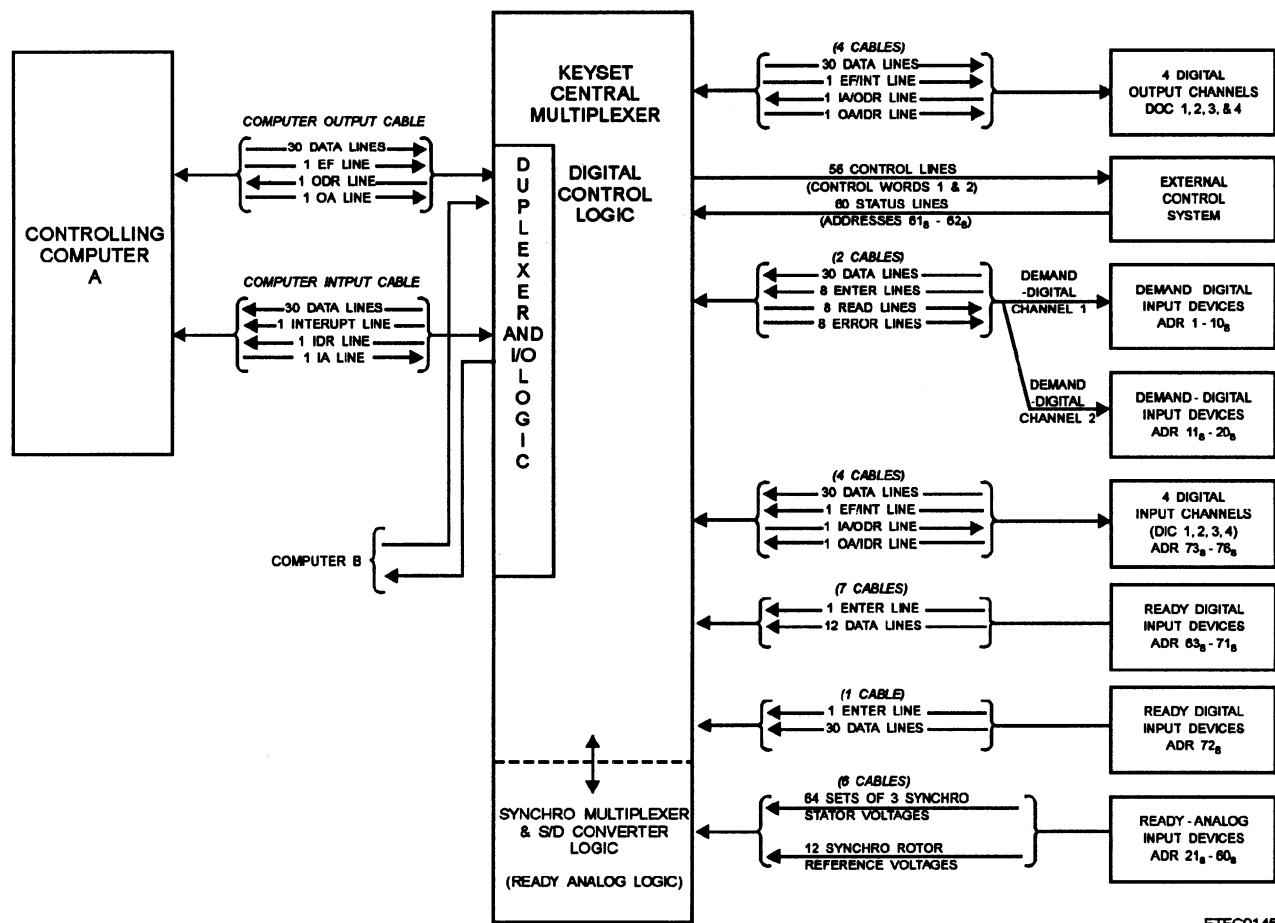 CONTROLLING
COMPUTER
A
COMPUTER OUTPUT CABLE
30 DATA LINES
1 EF LINE
1 ODR LINE
1 OA LINE
COMPUTER INTPUT CABLE
30 DATA LINES
1 INTERUPT LINE
1 IDR LINE
1 IA LINE
COMPUTER B
KEYSET
CENTRAL
MULTIPLEXER
DIGITAL
CONTROL
LOGIC
DUPLEXER AND I/O LOGIC
SYNCHRO MULTIPLEXER
& S/D CONVERTER
LOGIC
(READY ANALOG LOGIC)
(4 CABLES)
30 DATA LINES
1 EF/INT LINE
1 IA/ODR LINE
1 OA/IDR LINE
4 DIGITAL
OUTPUT CHANNELS
DOC 1, 2, 3, & 4
56 CONTROL LINES
(CONTROL WORDS 1 & 2)
60 STATUS LINES
(ADDRESSES 61₈ - 62₈)
EXTERNAL
CONTROL
SYSTEM
(2 CABLES)
30 DATA LINES
8 ENTER LINES
8 READ LINES
8 ERROR LINES
DEMAND
-DIGITAL
CHANNEL 1
DEMAND DIGITAL
INPUT DEVICES
ADR 1 - 10₈
DEMAND
-DIGITAL
CHANNEL 2
DEMAND - DIGITAL
INPUT DEVICES
ADR 11₈ - 20₈
(4 CABLES)
30 DATA LINES
1 EF/INT LINE
1 IA/ODR LINE
1 OA/IDR LINE
4 DIGITAL
INPUT CHANNELS
(DIC 1, 2, 3, 4)
ADR 73₈ - 76₈
(7 CABLES)
1 ENTER LINE
12 DATA LINES
READY DIGITAL
INPUT DEVICES
ADR 63₈ - 71₈
(1 CABLE)
1 ENTER LINE
30 DATA LINES
READY DIGITAL
INPUT DEVICES
ADR 72₈
(6 CABLES)
64 SETS OF 3 SYNCHRO
STATOR VOLTAGES
12 SYNCHRO ROTOR
REFERENCE VOLTAGES
READY - ANALOG
INPUT DEVICES
ADR 21₈ - 60₈